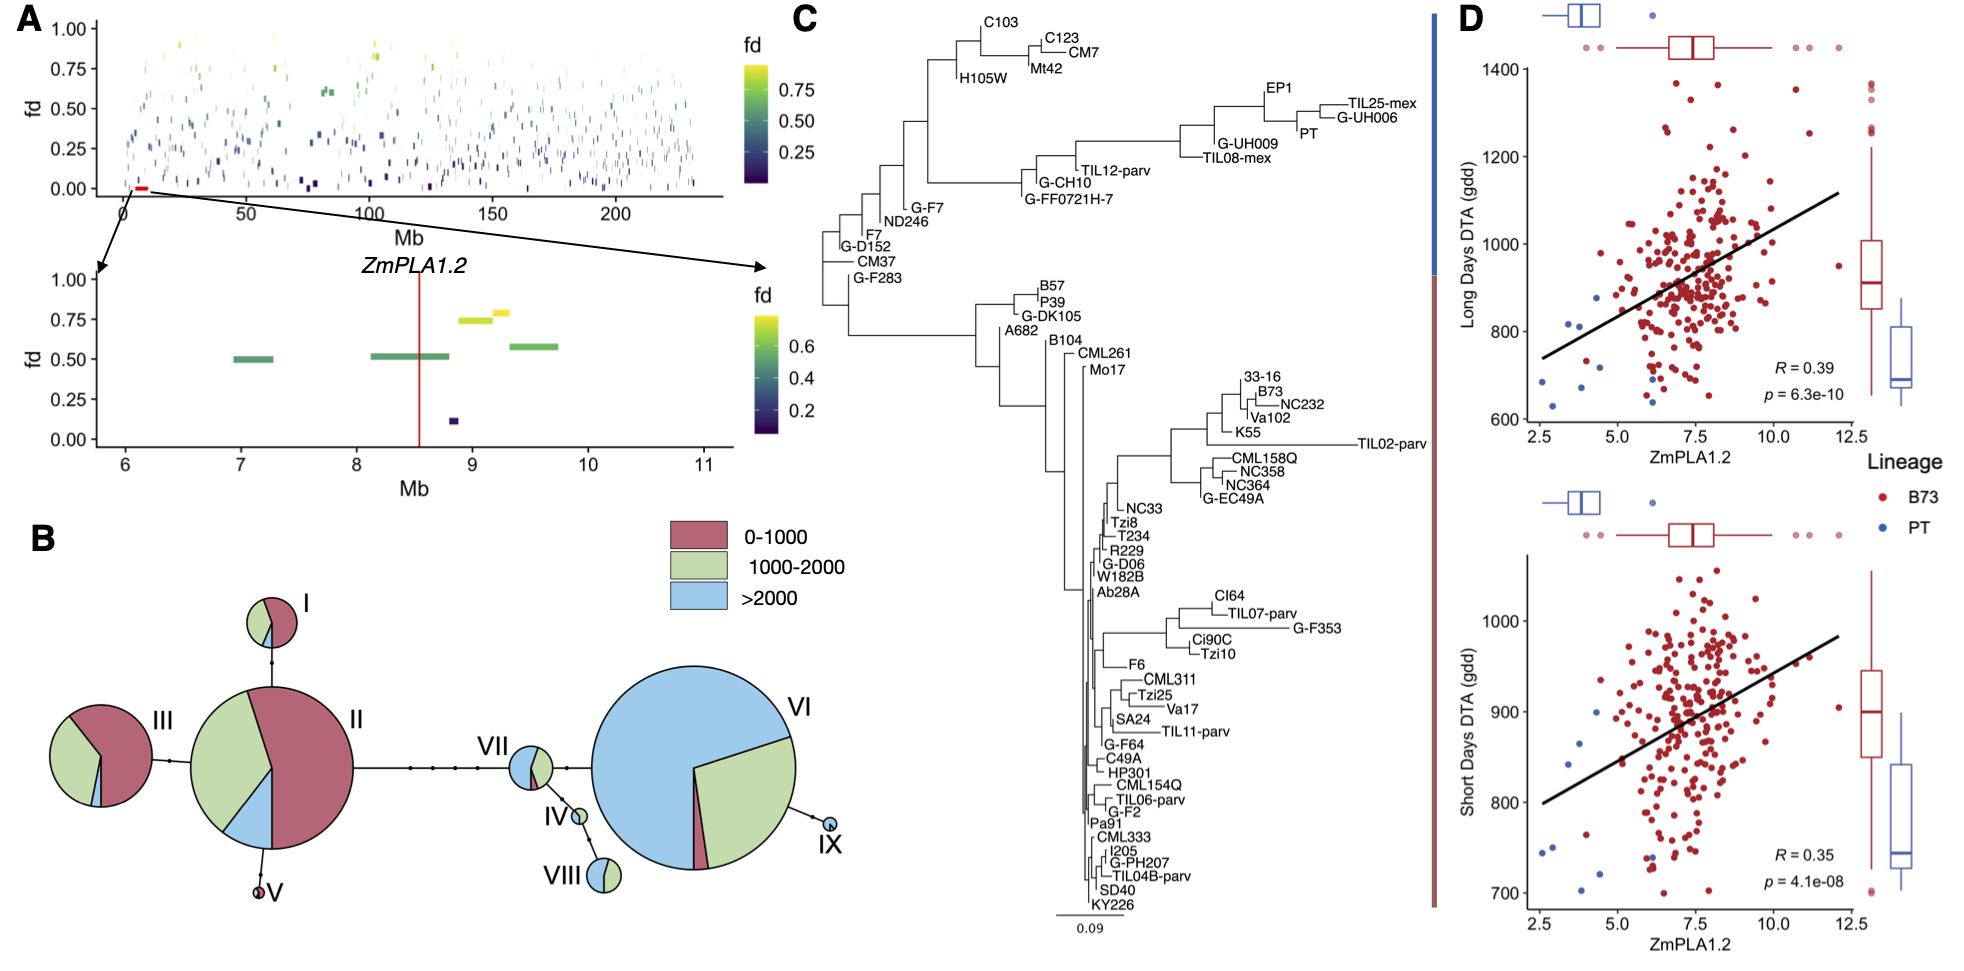 A
1.00
0.75
0.50
0.25
0.00
fd
0
50
100
150
200
Mb
fd
0.75
0.50
0.25
ZmPLA1.2
1.00
0.75
0.50
0.25
0.00
fd
6
7
8
9
10
11
Mb
fd
0.6
0.4
0.2
B
0-1000
1000-2000
>2000
I
II
III
VII
VI
IV
VIII
IX
V
C
C103
C123
CM7
Mt42
H105W
EP1
TIL25-mex
G-UH006
PT
G-UH009
TIL08-mex
TIL12-parv
G-CH10
G-FF0721H-7
G-F7
ND246
F7
G-D152
CM37
G-F283
B57
P39
G-DK105
A682
B104
CML261
Mo17
33-16
B73
NC232
Va102
K55
TIL02-parv
CML158Q
NC358
NC364
G-EC49A
NC33
Tzi8
T234
R229
G-D06
W182B
Ab28A
CI64
TIL07-parv
G-F353
Ci90C
Tzi10
F6
CML311
Tzi25
Va17
SA24
TIL11-parv
G-F64
C49A
HP301
CML154Q
TIL06-parv
G-F2
Pa91
CML333
I205
G-PH207
TIL04B-parv
SD40
KY226
0.09
D
1400
1200
1000
800
600
Long Days DTA (gdd)
R = 0.39
p = 6.3e-10
2.5
5.0
7.5
10.0
12.5
ZmPLA1.2
Lineage
B73
PT
1000
900
800
700
Short Days DTA (gdd)
R = 0.35
p = 4.1e-08
2.5
5.0
7.5
10.0
12.5
ZmPLA1.2